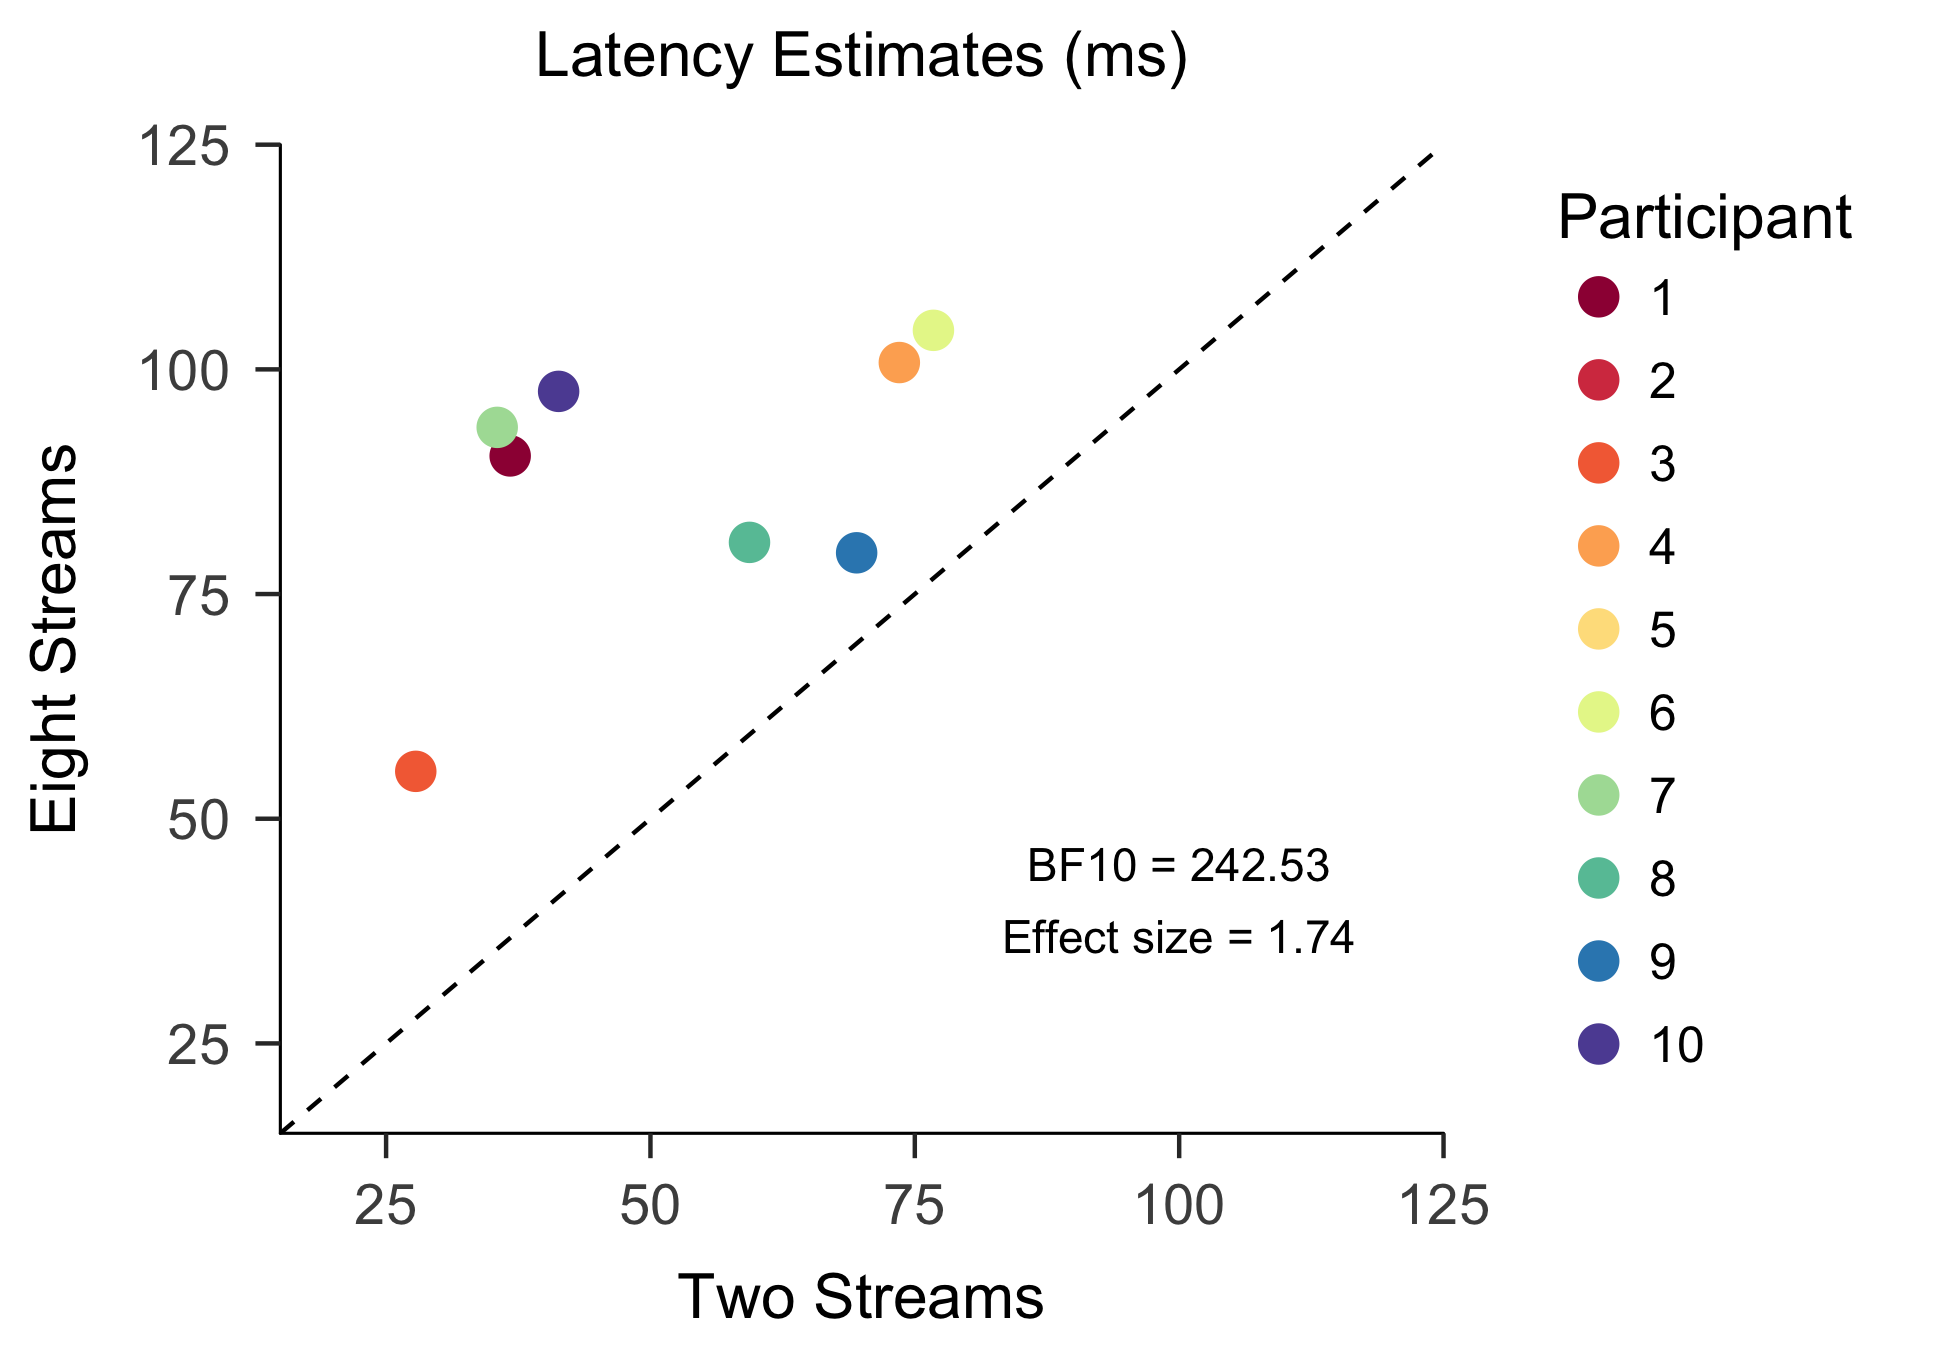 Latency Estimates (ms)
125
100
75
50
25
Eight Streams
25 50 75 100 125
Two Streams
BF10 = 242.53
Effect size = 1.74
Participant
1
2
3
4
5
6
7
8
9
10